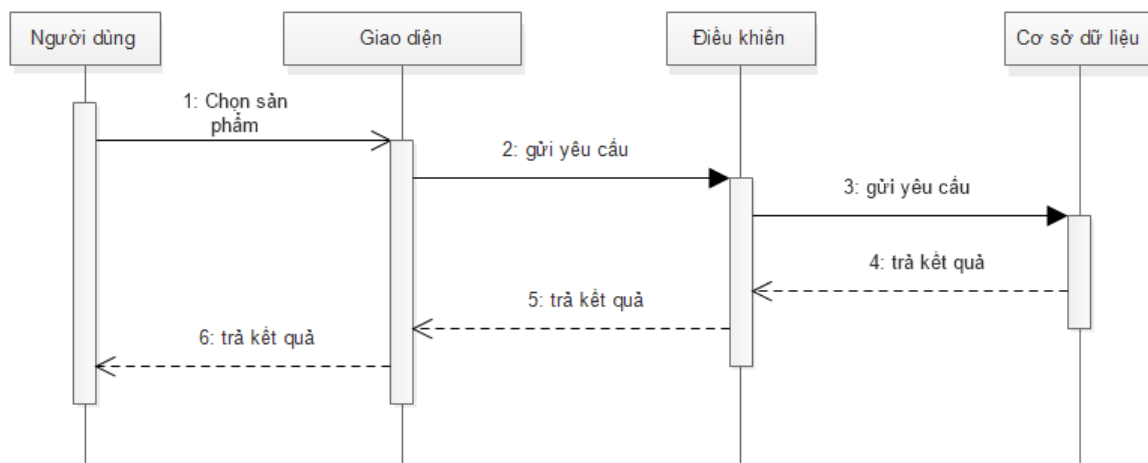 Người dùng
Giao diện
Điều khiển
Cơ sở dữ liệu
1: Chọn sản
phẩm
2: gửi yêu cầu
3: gửi yêu cầu
4: trả kết quả
5: trả kết quả
6: trả kết quả